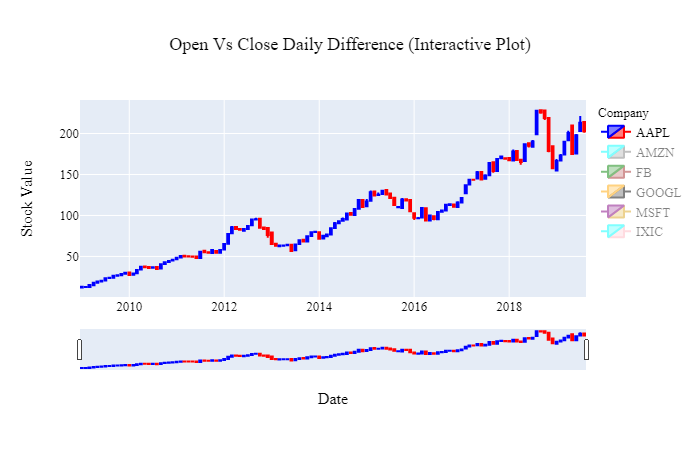 Open Vs Close Daily Difference (Interactive Plot)
Company
AAPL
AMZN
FB
GOOGL
MSFT
IXIC
Stock Value
200
150
100
50
2010 2012 2014 2016 2018
Date